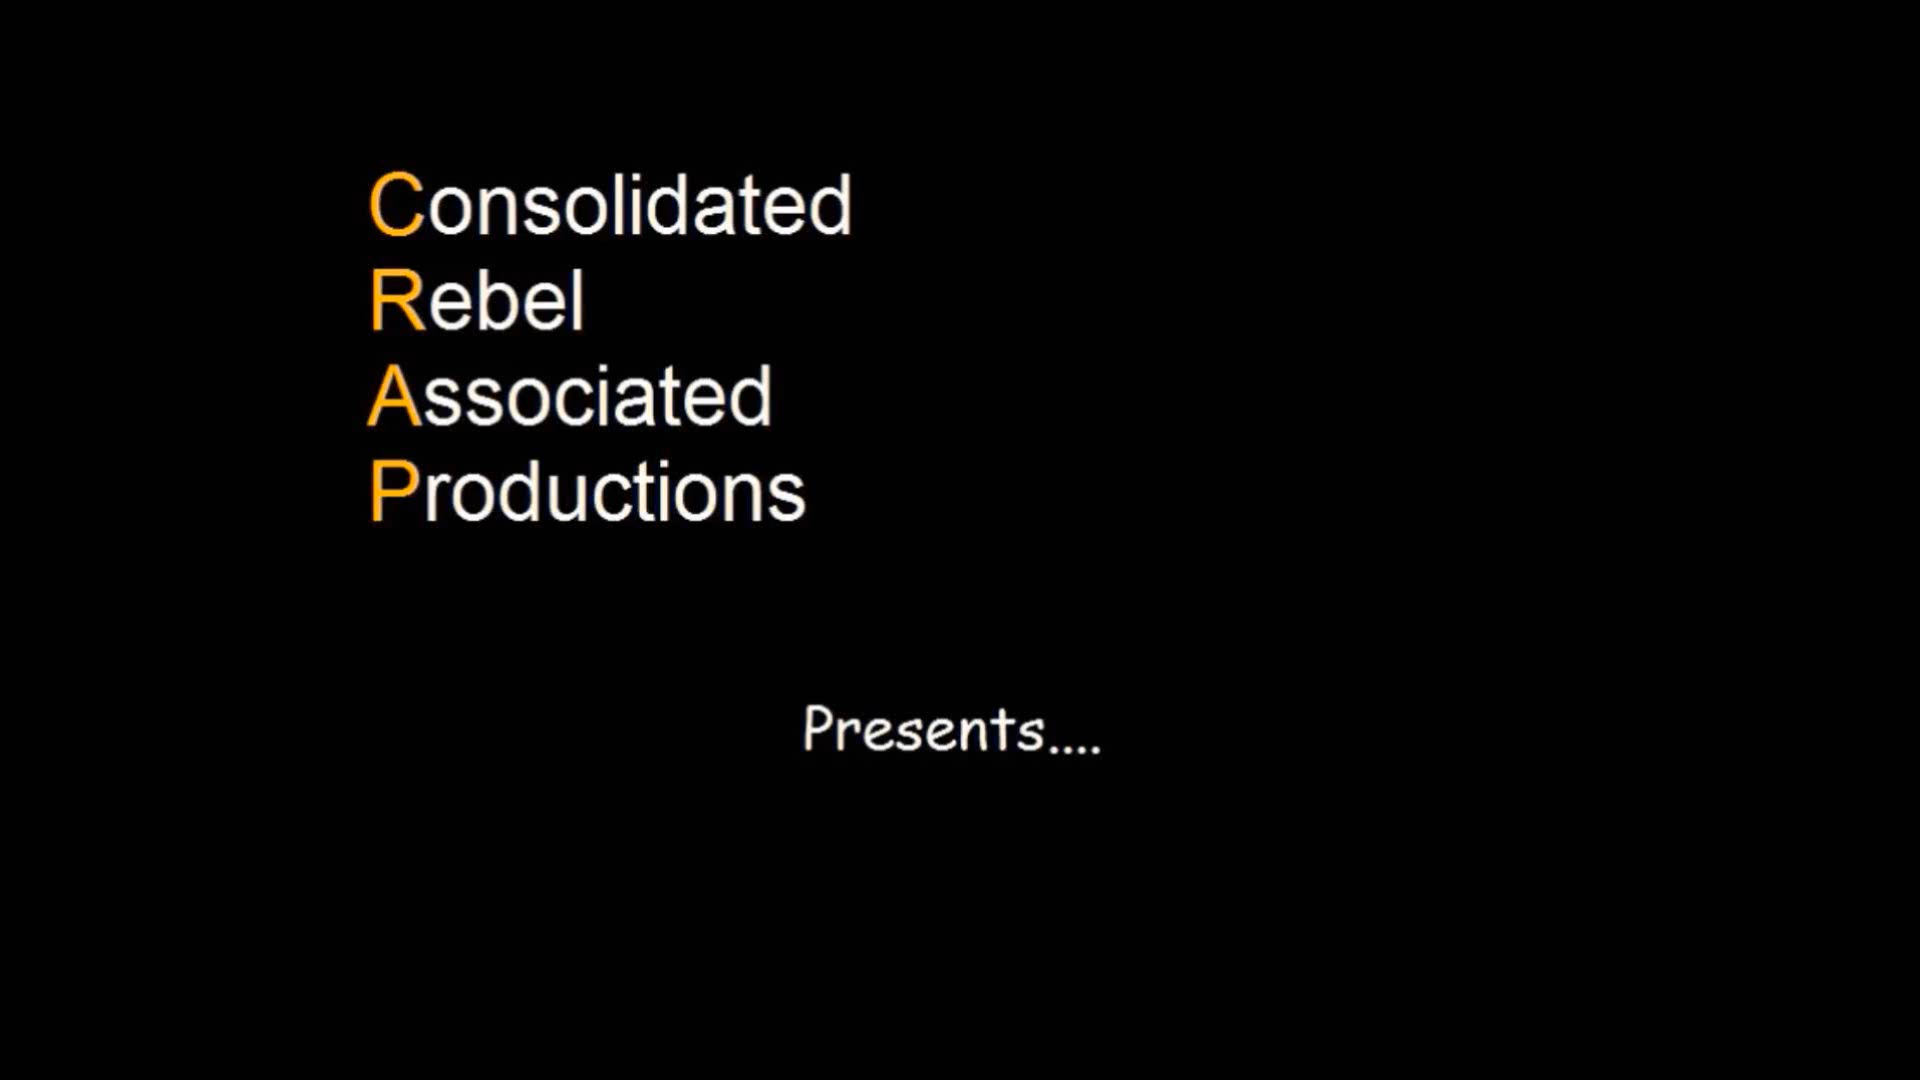 Consolidated
Rebel
Associated
Productions
Presents....